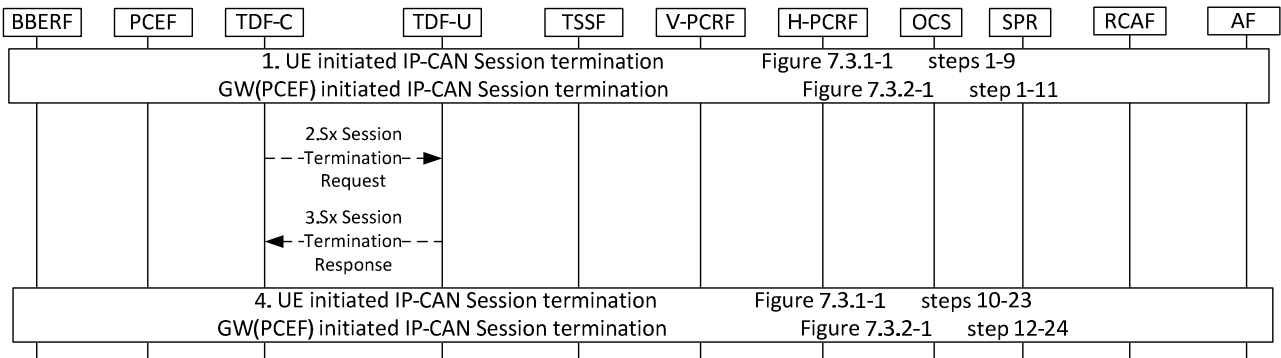 BBERF PCEF TDF-C TDF-U TSSF V-PCRF H-PCRF OCS SPR RCAF AF
1. UE initiated IP-CAN Session termination Figure 7.3.1-1 steps 1-9
GW(PCEF) initiated IP-CAN Session termination Figure 7.3.2-1 step 1-11
2.Sx Session
Termination
Request
3.Sx Session
Termination
Response
4. UE initiated IP-CAN Session termination Figure 7.3.1-1 steps 10-23
GW(PCEF) initiated IP-CAN Session termination Figure 7.3.2-1 step 12-24